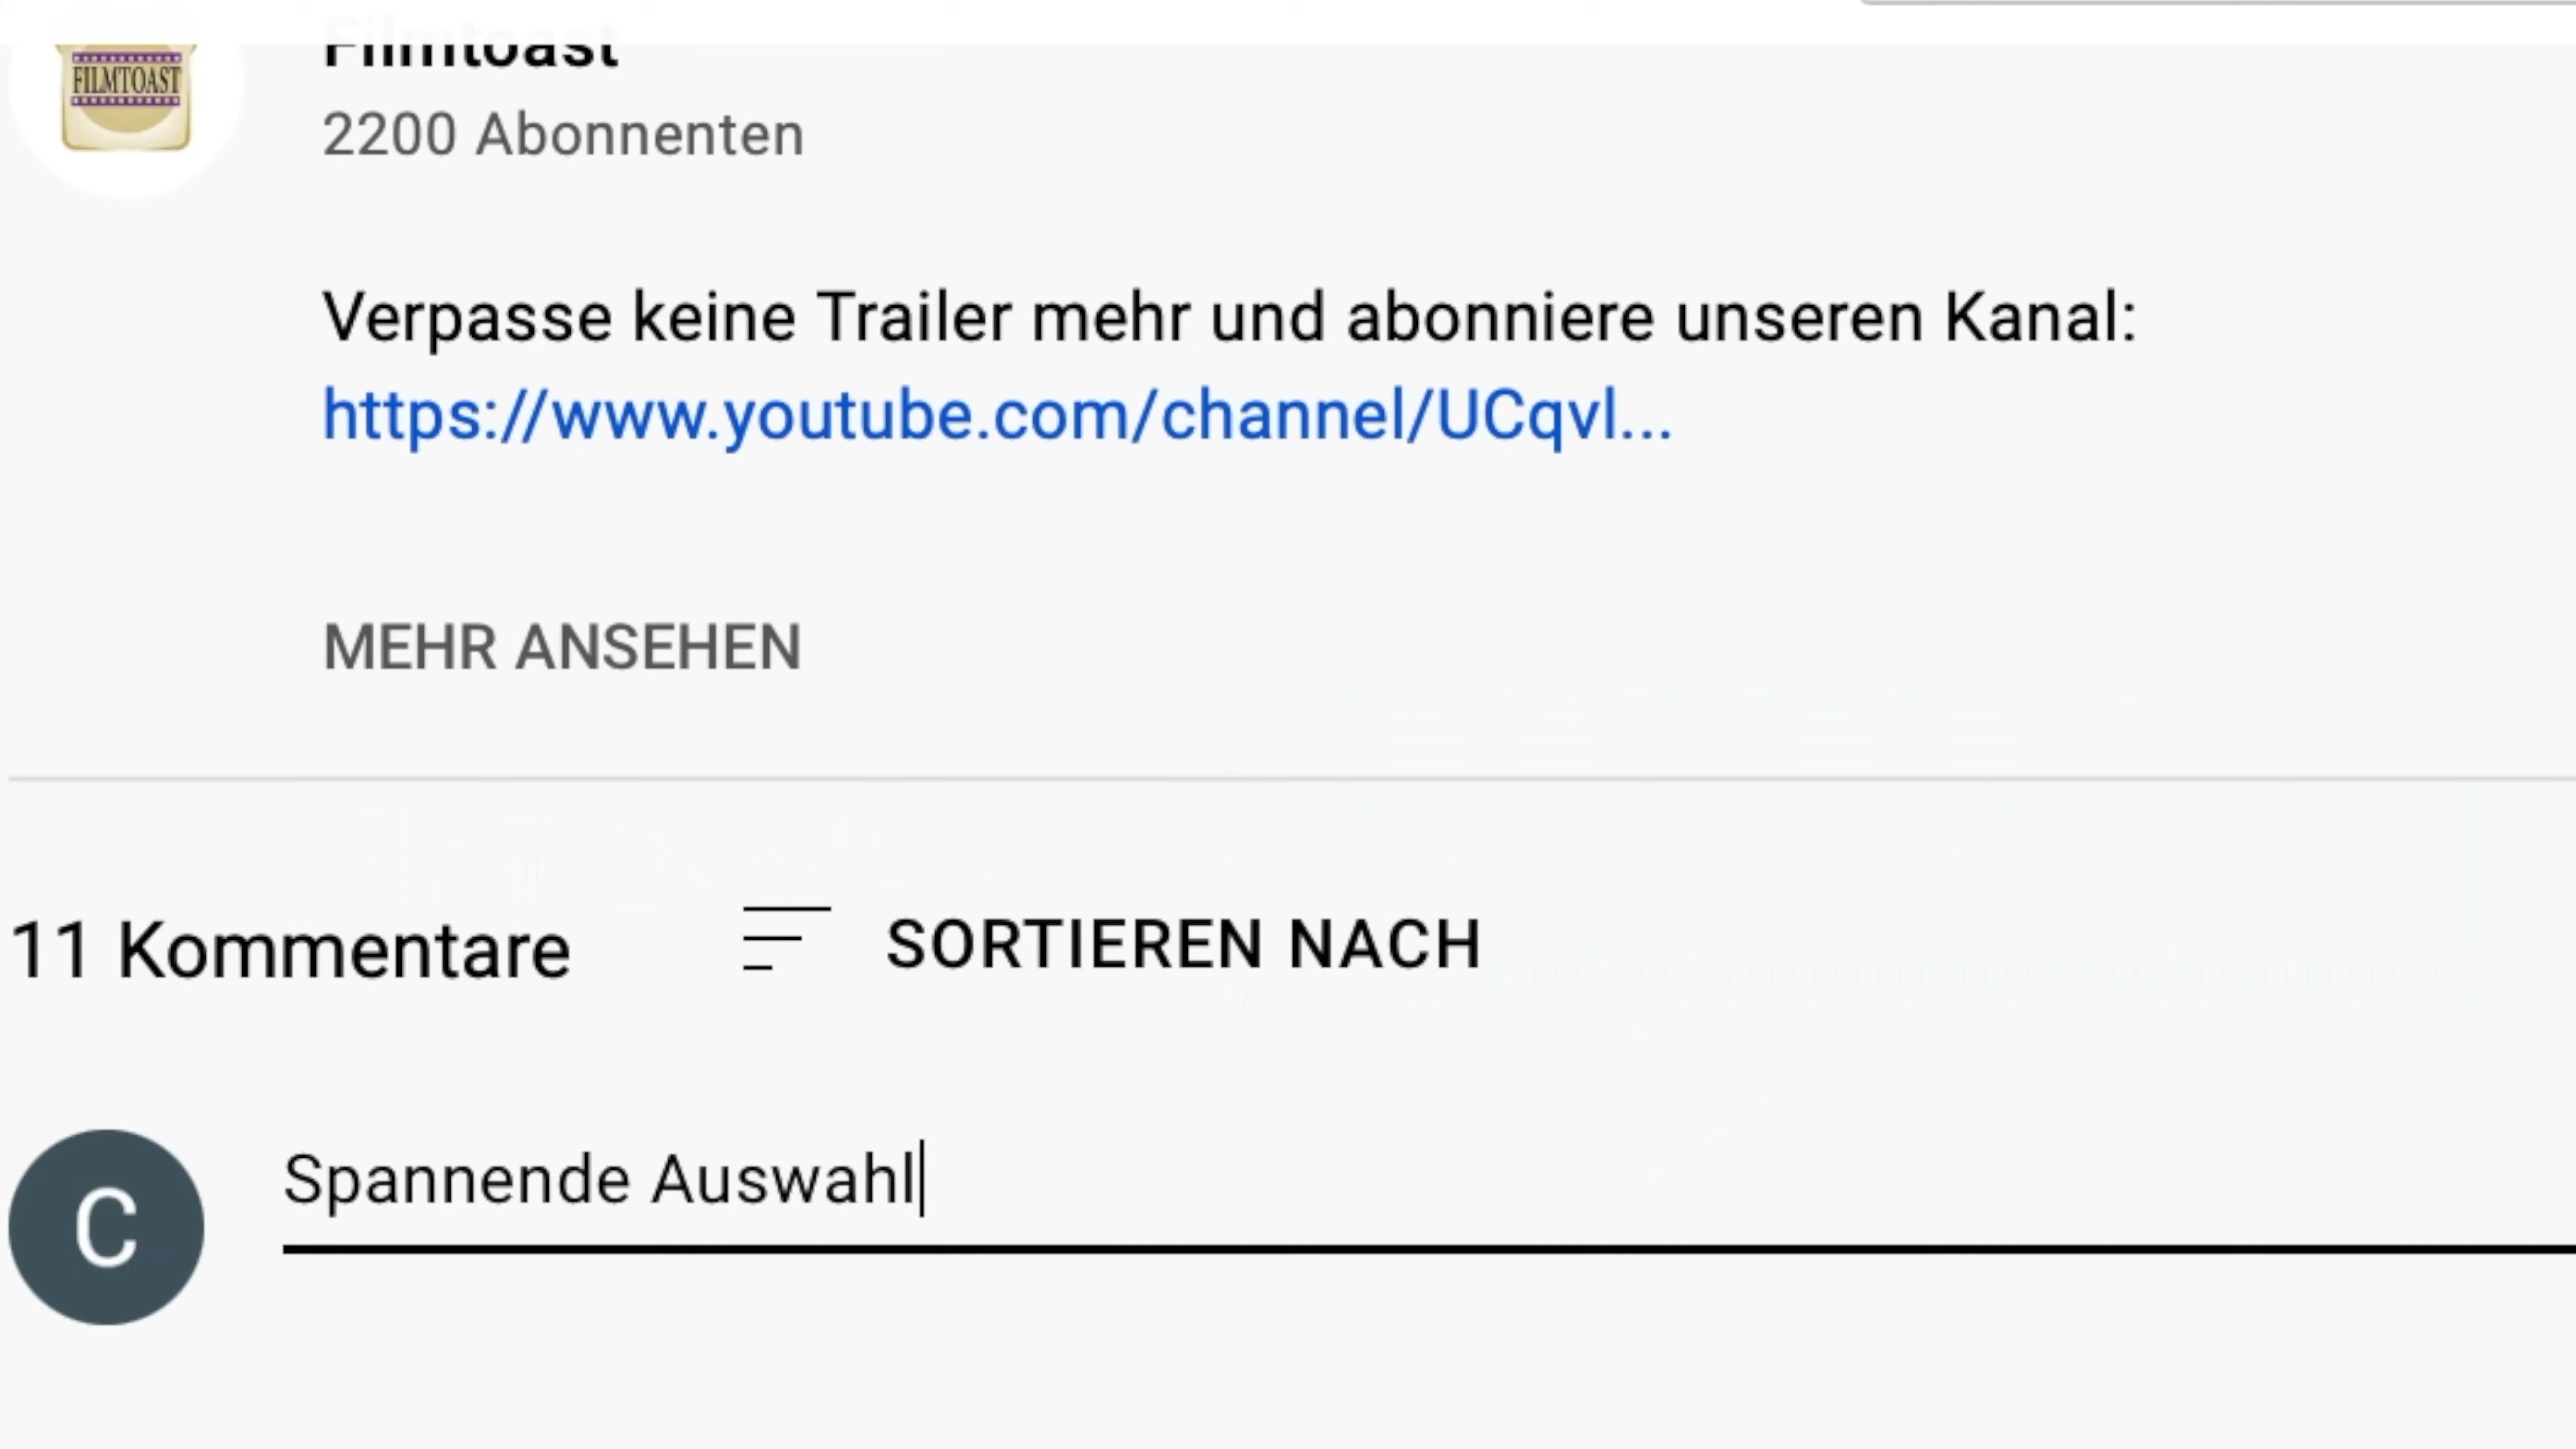 FILMTOAST
Filmtoast
2200 Abonnenten
Verpasse keine Trailer mehr und abonniere unseren Kanal:
https://www.youtube.com/channel/UCqvl...
MEHR ANSEHEN
11 Kommentare
SORTIEREN NACH
C
Spannende Auswahl